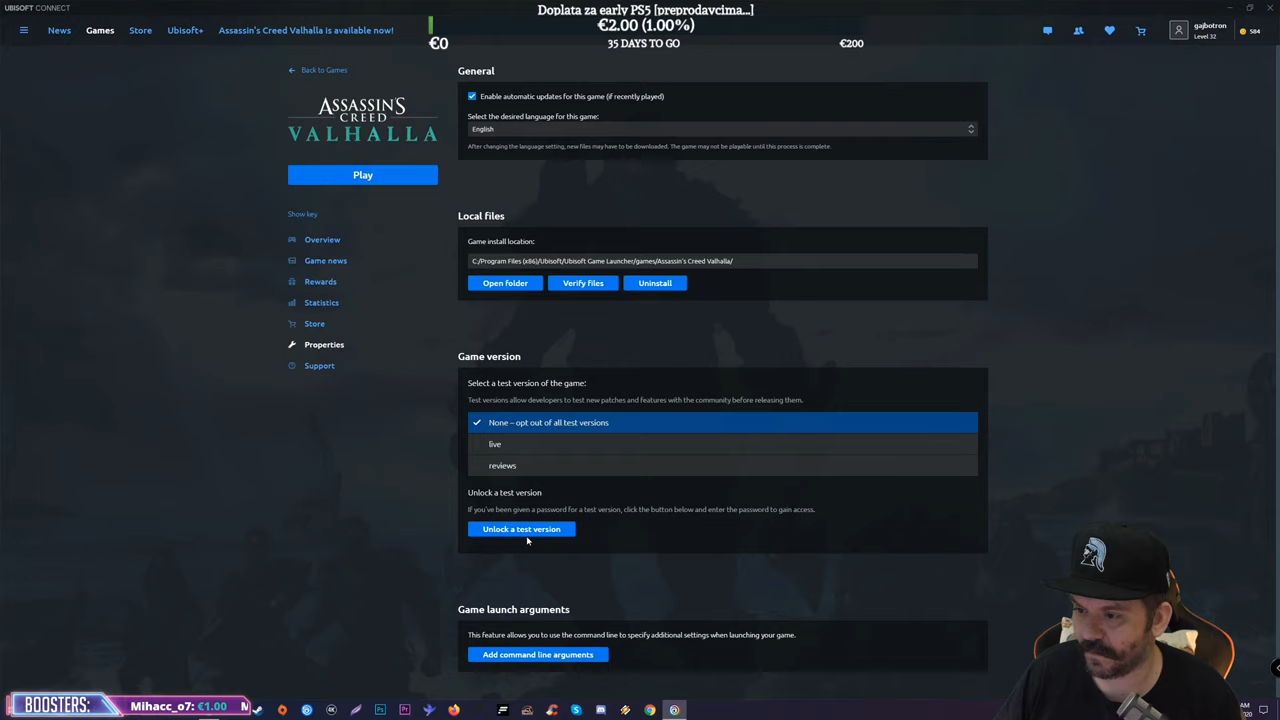 UBISOFT CONNECT
Doplata za early PS5 [preprodavcima...]
€2.00 (1.00%)
€0
35 DAYS TO GO
€200
News
Games
Store
Ubisoft+
Assassin's Creed Valhalla is available now!
gajbotron
Level 32
584
Back to Games
ASSASSIN'S
CREED
VALHALLA
Play
Show key
Overview
Game news
Rewards
Statistics
Store
Properties
Support
General
Enable automatic updates for this game (if recently played)
Select the desired language for this game:
English
After changing the language setting, new files may have to be downloaded. The game may not be playable until this process is complete.
Local files
Game install location:
C:/Program Files (x86)/Ubisoft/Ubisoft Game Launcher/games/Assassin's Creed Valhalla/
Open folder
Verify files
Uninstall
Game version
Select a test version of the game:
Test versions allow developers to test new patches and features with the community before releasing them.
None – opt out of all test versions
live
reviews
Unlock a test version
If you've been given a password for a test version, click the button below and enter the password to gain access.
Unlock a test version
Game launch arguments
This feature allows you to use the command line to specify additional settings when launching your game.
Add command line arguments
BOOSTERS:
Mihacc_o7: €1.00 M
4K
Ps
Pr
AM